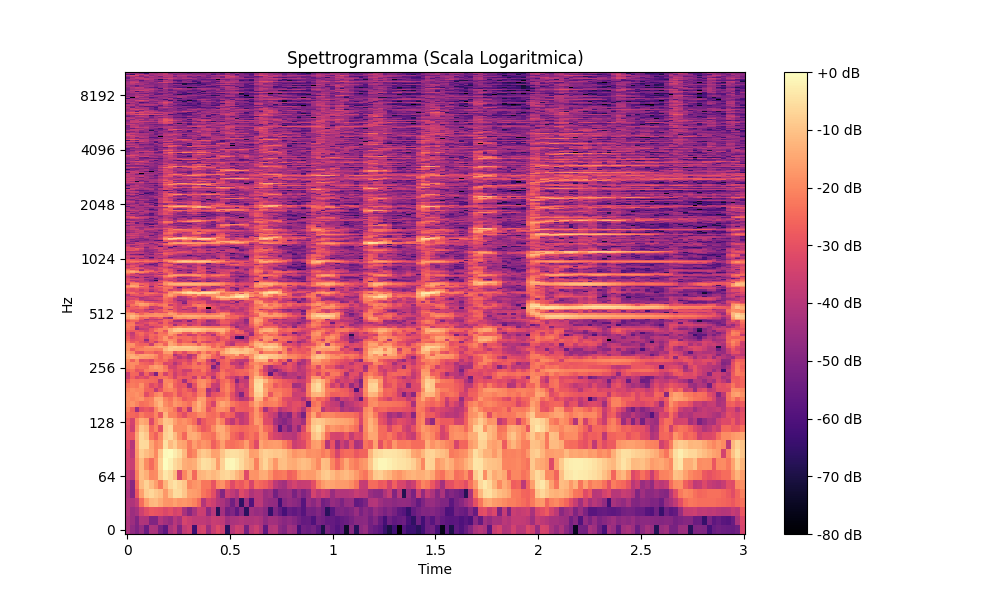 Spettrogramma (Scala Logaritmica)
8192
4096
2048
1024
512
256
128
64
0
Hz
0
0.5
1
1.5
2
2.5
3
Time
+0 dB
-10 dB
-20 dB
-30 dB
-40 dB
-50 dB
-60 dB
-70 dB
-80 dB